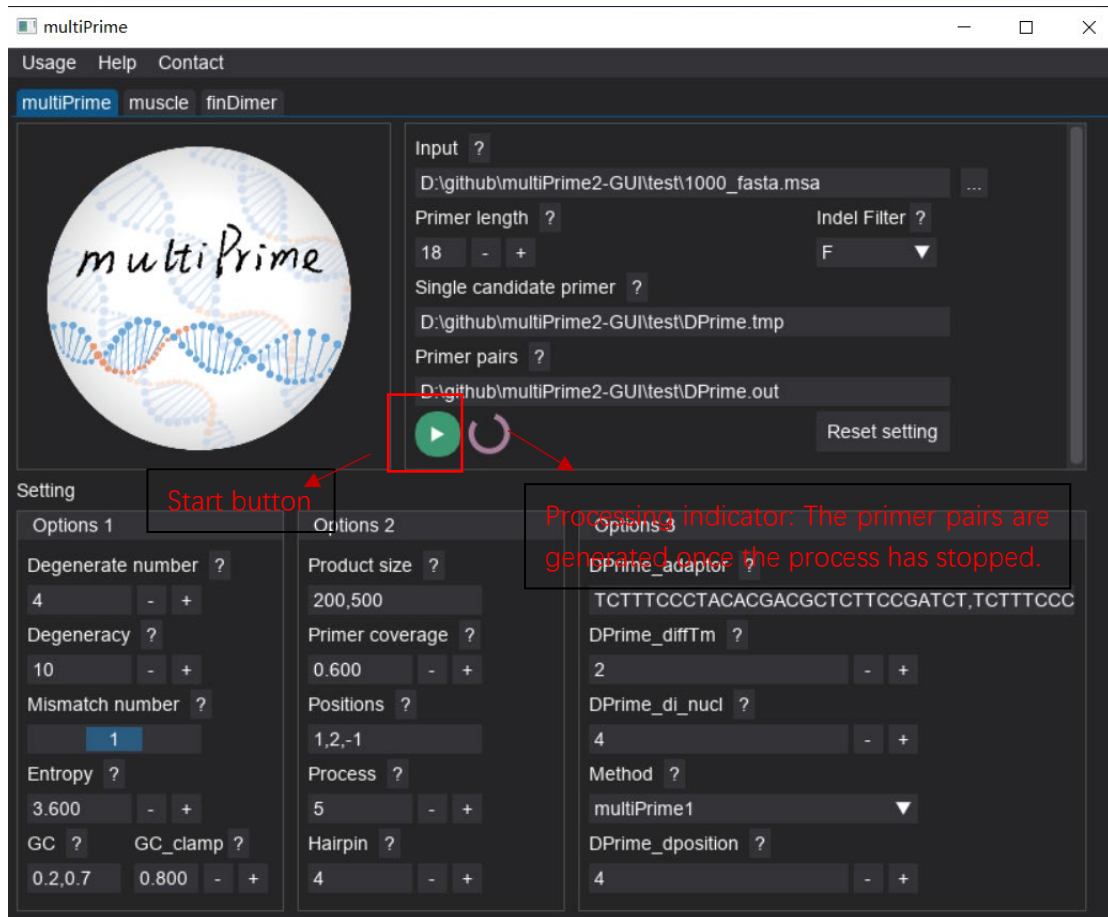 multiPrime
Usage Help Contact
multiPrime muscle finDimer
multiPrime
Input ?
D:\github\multiPrime2-GUI\test\1000_fasta.msa ...
Primer length ? Indel Filter ?
18 - + F
Single candidate primer ?
D:\github\multiPrime2-GUI\test\DPrime.tmp
Primer pairs ?
D:\github\multiPrime2-GUI\test\DPrime.out
Reset setting
Start button
Processing indicator: The primer pairs are
generated once the process has stopped.
Setting
Options 1
Degenerate number ?
4 - +
Degeneracy ?
10 - +
Mismatch number ?
1
Entropy ?
3.600 - +
GC ? GC_clamp ?
0.2,0.7 0.800 - +
Options 2
Product size ?
200,500
Primer coverage ?
0.600 - +
Positions ?
1,2,-1
Process ?
5 - +
Hairpin ?
4 - +
Options 3
DPrime_adaptor ?
TCTTTCCCTACACGACGCTCTTCCGATCT,TCTTTCCC
DPrime_diffTm ?
2 - +
DPrime_di_nucl ?
4 - +
Method ?
multiPrime1
DPrime_dposition ?
4 - +